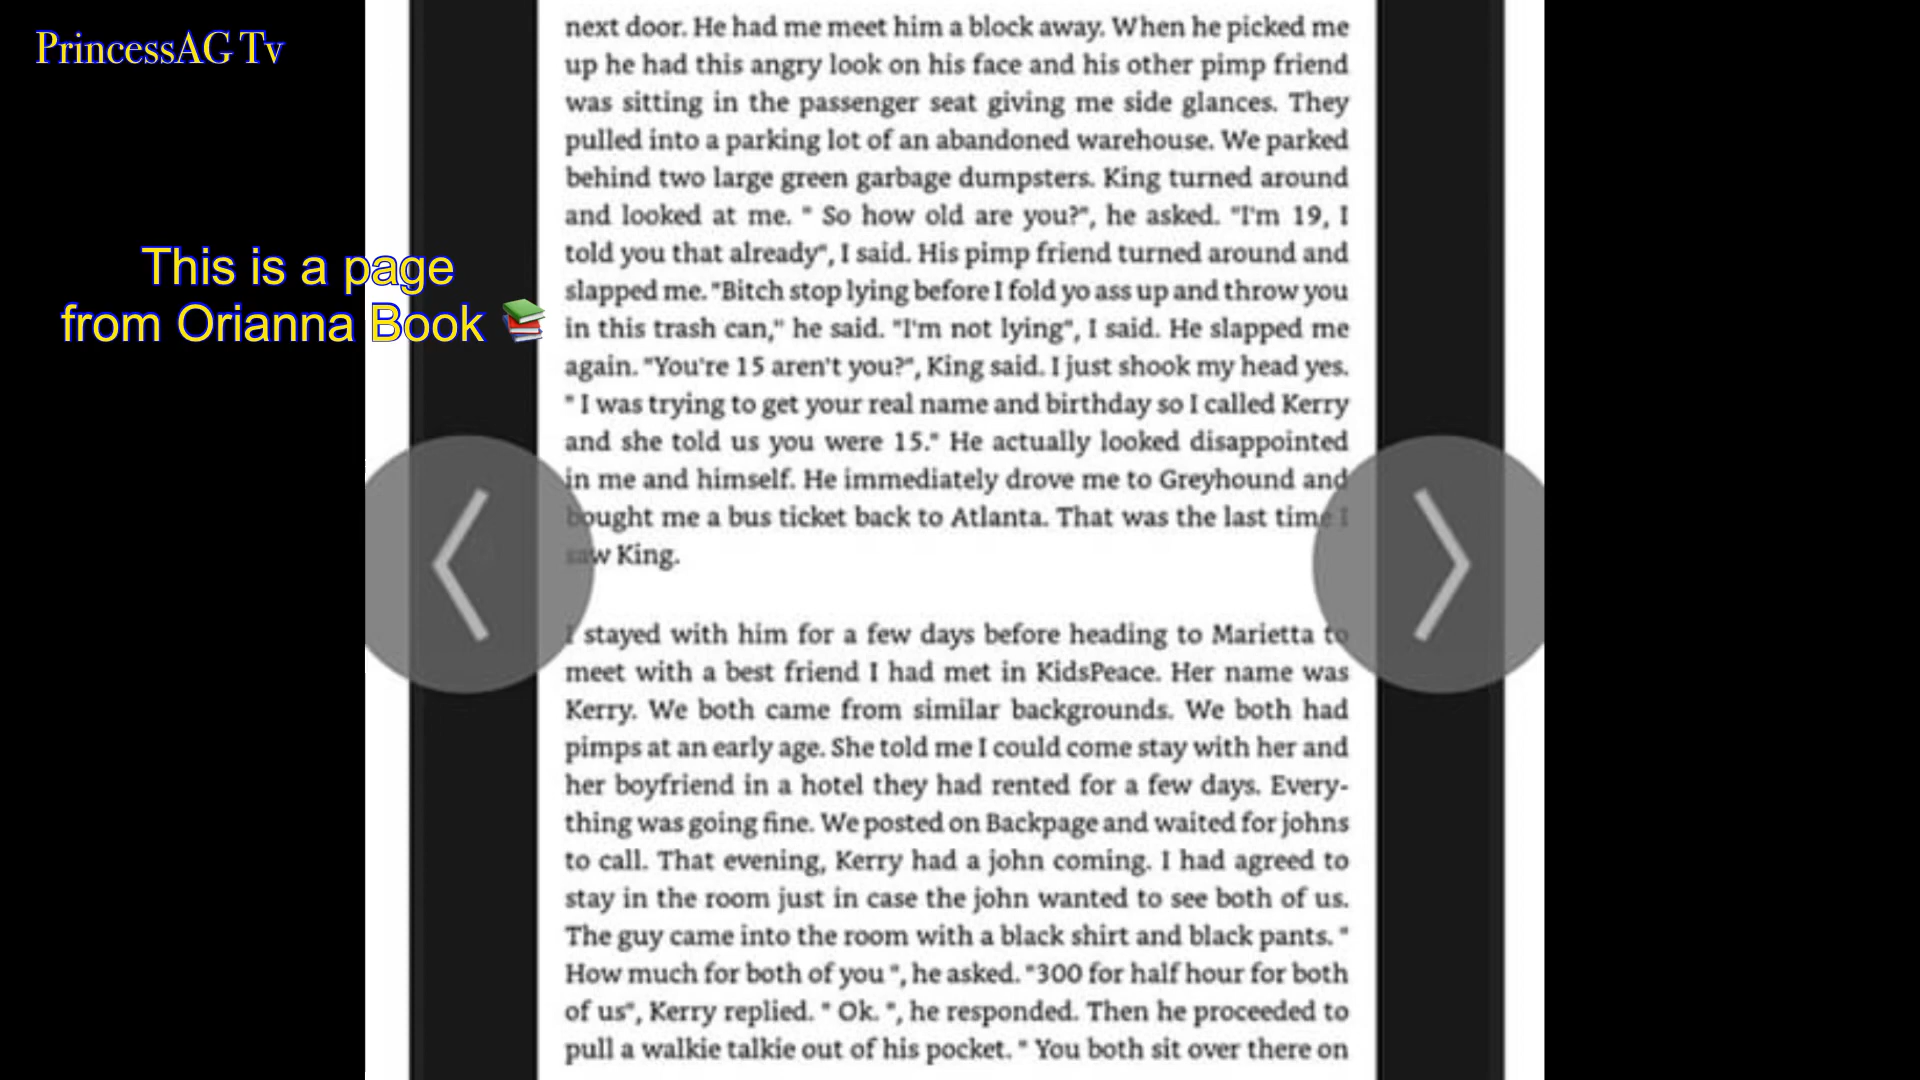 PrincessAG Tv
This is a page
from Orianna Book 📚
next door. He had me meet him a block away. When he picked me
up he had this angry look on his face and his other pimp friend
was sitting in the passenger seat giving me side glances. They
pulled into a parking lot of an abandoned warehouse. We parked
behind two large green garbage dumpsters. King turned around
and looked at me. " So how old are you?", he asked. "I'm 19, I
told you that already", I said. His pimp friend turned around and
slapped me. "Bitch stop lying before I fold yo ass up and throw you
in this trash can," he said. "I'm not lying", I said. He slapped me
again. "You're 15 aren't you?", King said. I just shook my head yes.
" I was trying to get your real name and birthday so I called Kerry
and she told us you were 15." He actually looked disappointed
in me and himself. He immediately drove me to Greyhound and
bought me a bus ticket back to Atlanta. That was the last time I
saw King.
I stayed with him for a few days before heading to Marietta to
meet with a best friend I had met in KidsPeace. Her name was
Kerry. We both came from similar backgrounds. We both had
pimps at an early age. She told me I could come stay with her and
her boyfriend in a hotel they had rented for a few days. Every-
thing was going fine. We posted on Backpage and waited for johns
to call. That evening, Kerry had a john coming. I had agreed to
stay in the room just in case the john wanted to see both of us.
The guy came into the room with a black shirt and black pants. "
How much for both of you ", he asked. "300 for half hour for both
of us", Kerry replied. " Ok. ", he responded. Then he proceeded to
pull a walkie talkie out of his pocket. " You both sit over there on